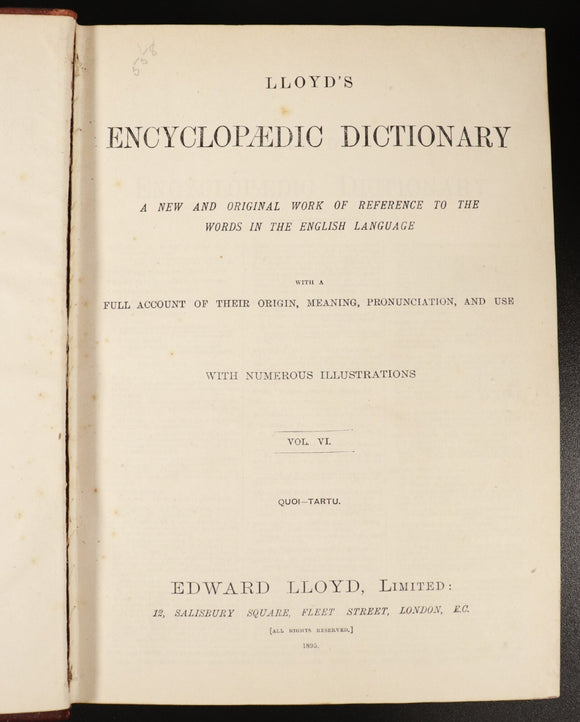 LLOYD'S
ENCYCLOPÆDIC DICTIONARY
A NEW AND ORIGINAL WORK OF REFERENCE TO THE
WORDS IN THE ENGLISH LANGUAGE
WITH A
FULL ACCOUNT OF THEIR ORIGIN, MEANING, PRONUNCIATION, AND USE
WITH NUMEROUS ILLUSTRATIONS
VOL. VI.
QUOI—TARTU.
EDWARD LLOYD, LIMITED:
12, SALISBURY SQUARE, FLEET STREET, LONDON, E.C.
[ALL RIGHTS RESERVED.]
1895.